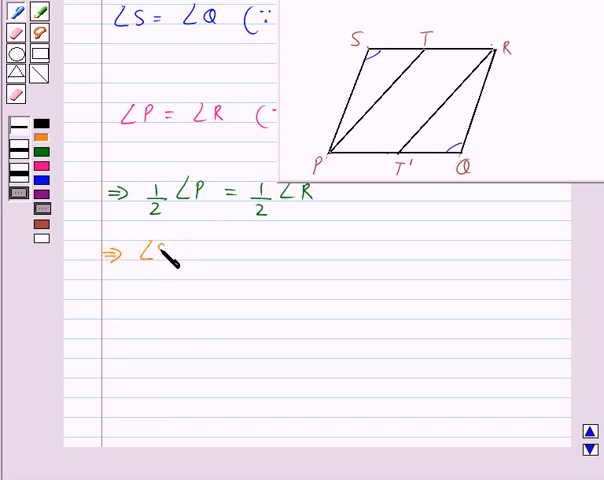 ∠S = ∠Q (∵
S T R
∠P = ∠R (
P T' Q
⇒ 1/2 ∠P = 1/2 ∠R
⇒ ∠